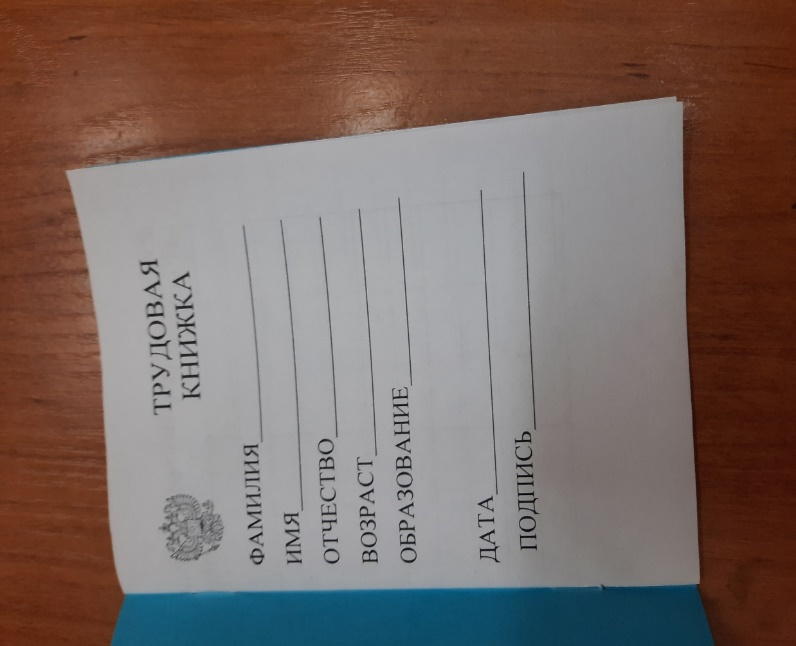 ТРУДОВАЯ
КНИЖКА
ФАМИЛИЯ
ИМЯ
ОТЧЕСТВО
ВОЗРАСТ
ОБРАЗОВАНИЕ
ДАТА
ПОДПИСЬ